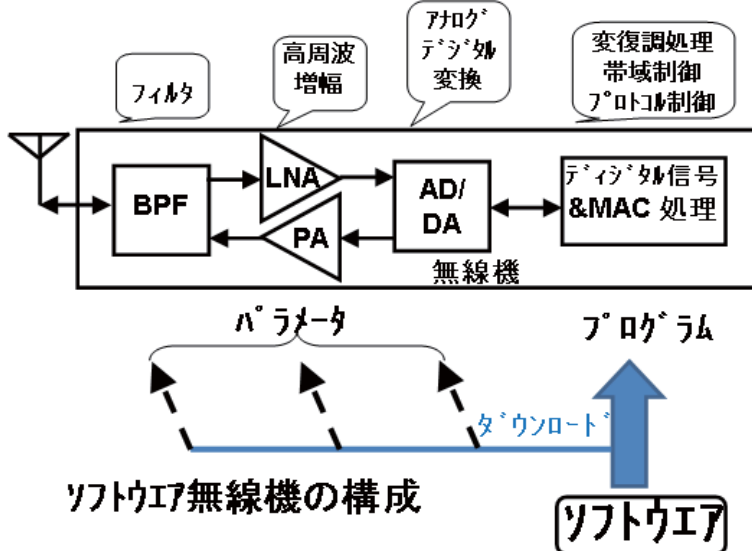 フィルタ
高周波
増幅
アナログ
デジタル
変換
変復調処理
帯域制御
プロトコル制御
BPF
LNA
PA
AD/
DA
ディジタル信号
&MAC 処理
無線機
パラメータ
プログラム
ダウンロード
ソフトウエア無線機の構成
ソフトウエア